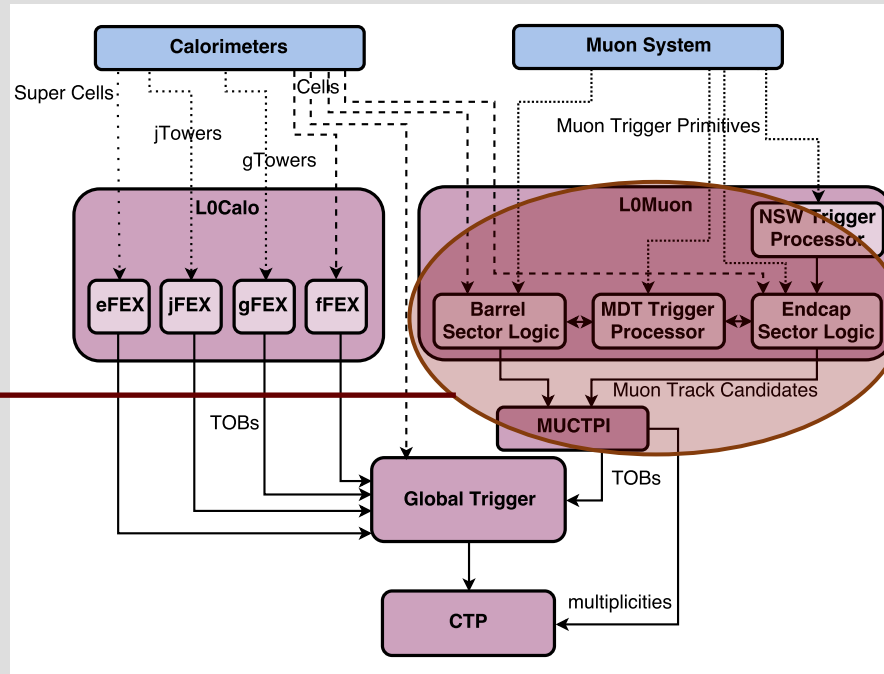 Calorimeters
Muon System
Super Cells
Cells
jTowers
gTowers
Muon Trigger Primitives
L0Calo
L0Muon
NSW Trigger
Processor
eFEX
jFEX
gFEX
fFEX
Barrel
Sector Logic
MDT Trigger
Processor
Endcap
Sector Logic
Muon Track Candidates
TOBs
MUCTPI
TOBs
Global Trigger
multiplicities
CTP